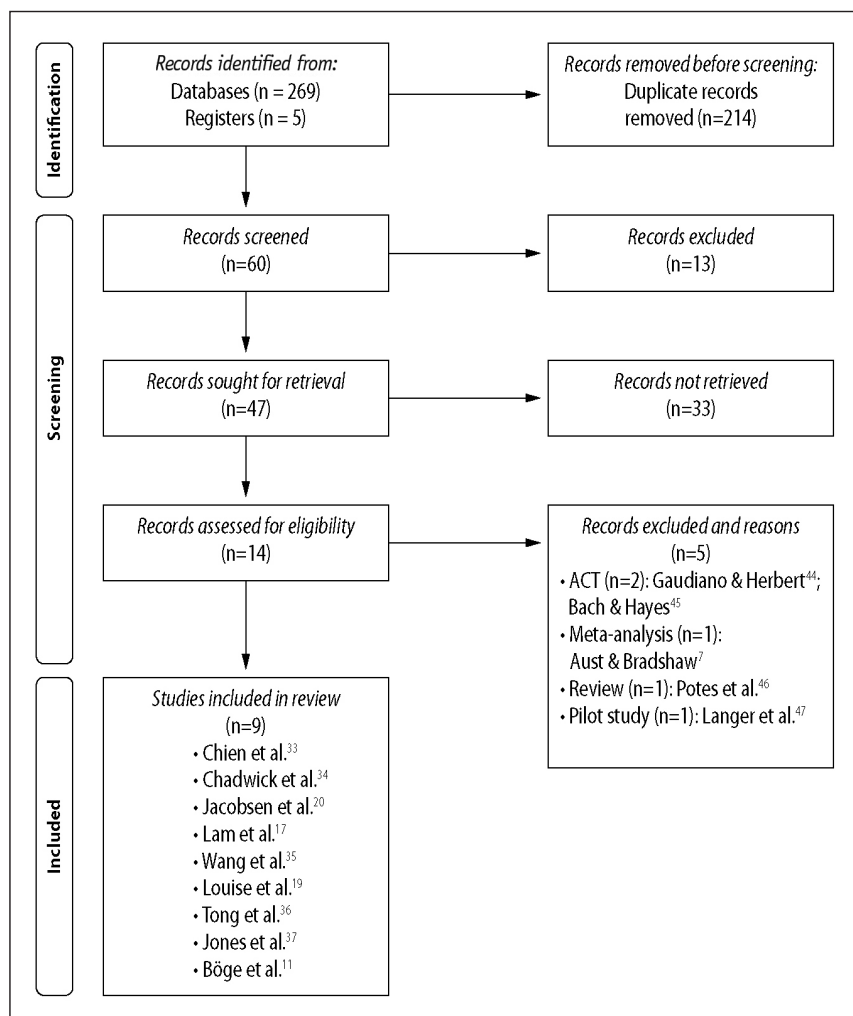 Identification
Records identified from:
Databases (n = 269)
Registers (n = 5)
Records removed before screening:
Duplicate records
removed (n=214)
Screening
Records screened
(n=60)
Records excluded
(n=13)
Records sought for retrieval
(n=47)
Records not retrieved
(n=33)
Records assessed for eligibility
(n=14)
Records excluded and reasons
(n=5)
• ACT (n=2): Gaudiano & Herbert⁴⁴;
Bach & Hayes⁴⁵
• Meta-analysis (n=1):
Aust & Bradshaw⁷
• Review (n=1): Potes et al.⁴⁶
• Pilot study (n=1): Langer et al.⁴⁷
Included
Studies included in review
(n=9)
• Chien et al.³³
• Chadwick et al.³⁴
• Jacobsen et al.²⁰
• Lam et al.¹⁷
• Wang et al.³⁵
• Louise et al.¹⁹
• Tong et al.³⁶
• Jones et al.³⁷
• Böge et al.¹¹